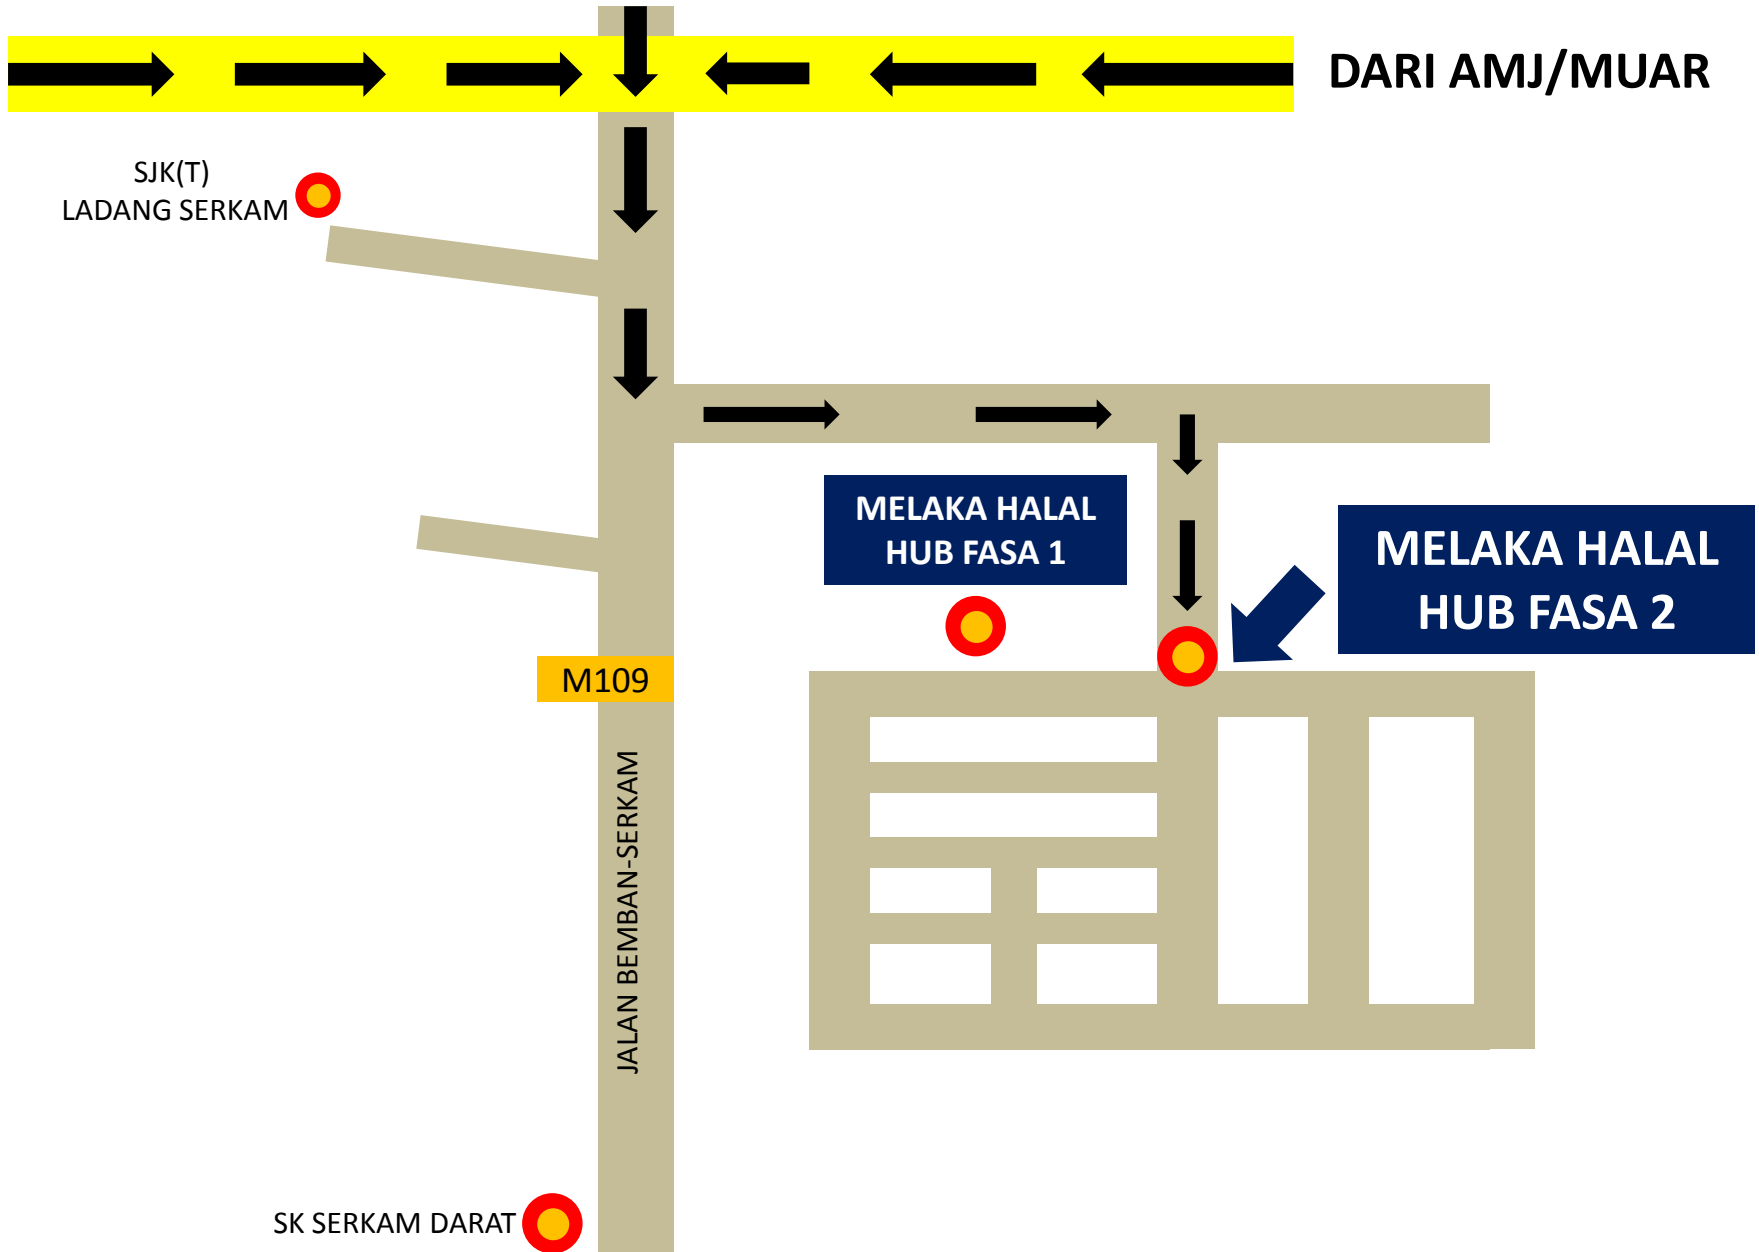 DARI AMJ/MUAR
SJK(T)
LADANG SERKAM
MELAKA HALAL
HUB FASA 1
MELAKA HALAL
HUB FASA 2
M109
JALAN BEMBAN-SERKAM
SK SERKAM DARAT